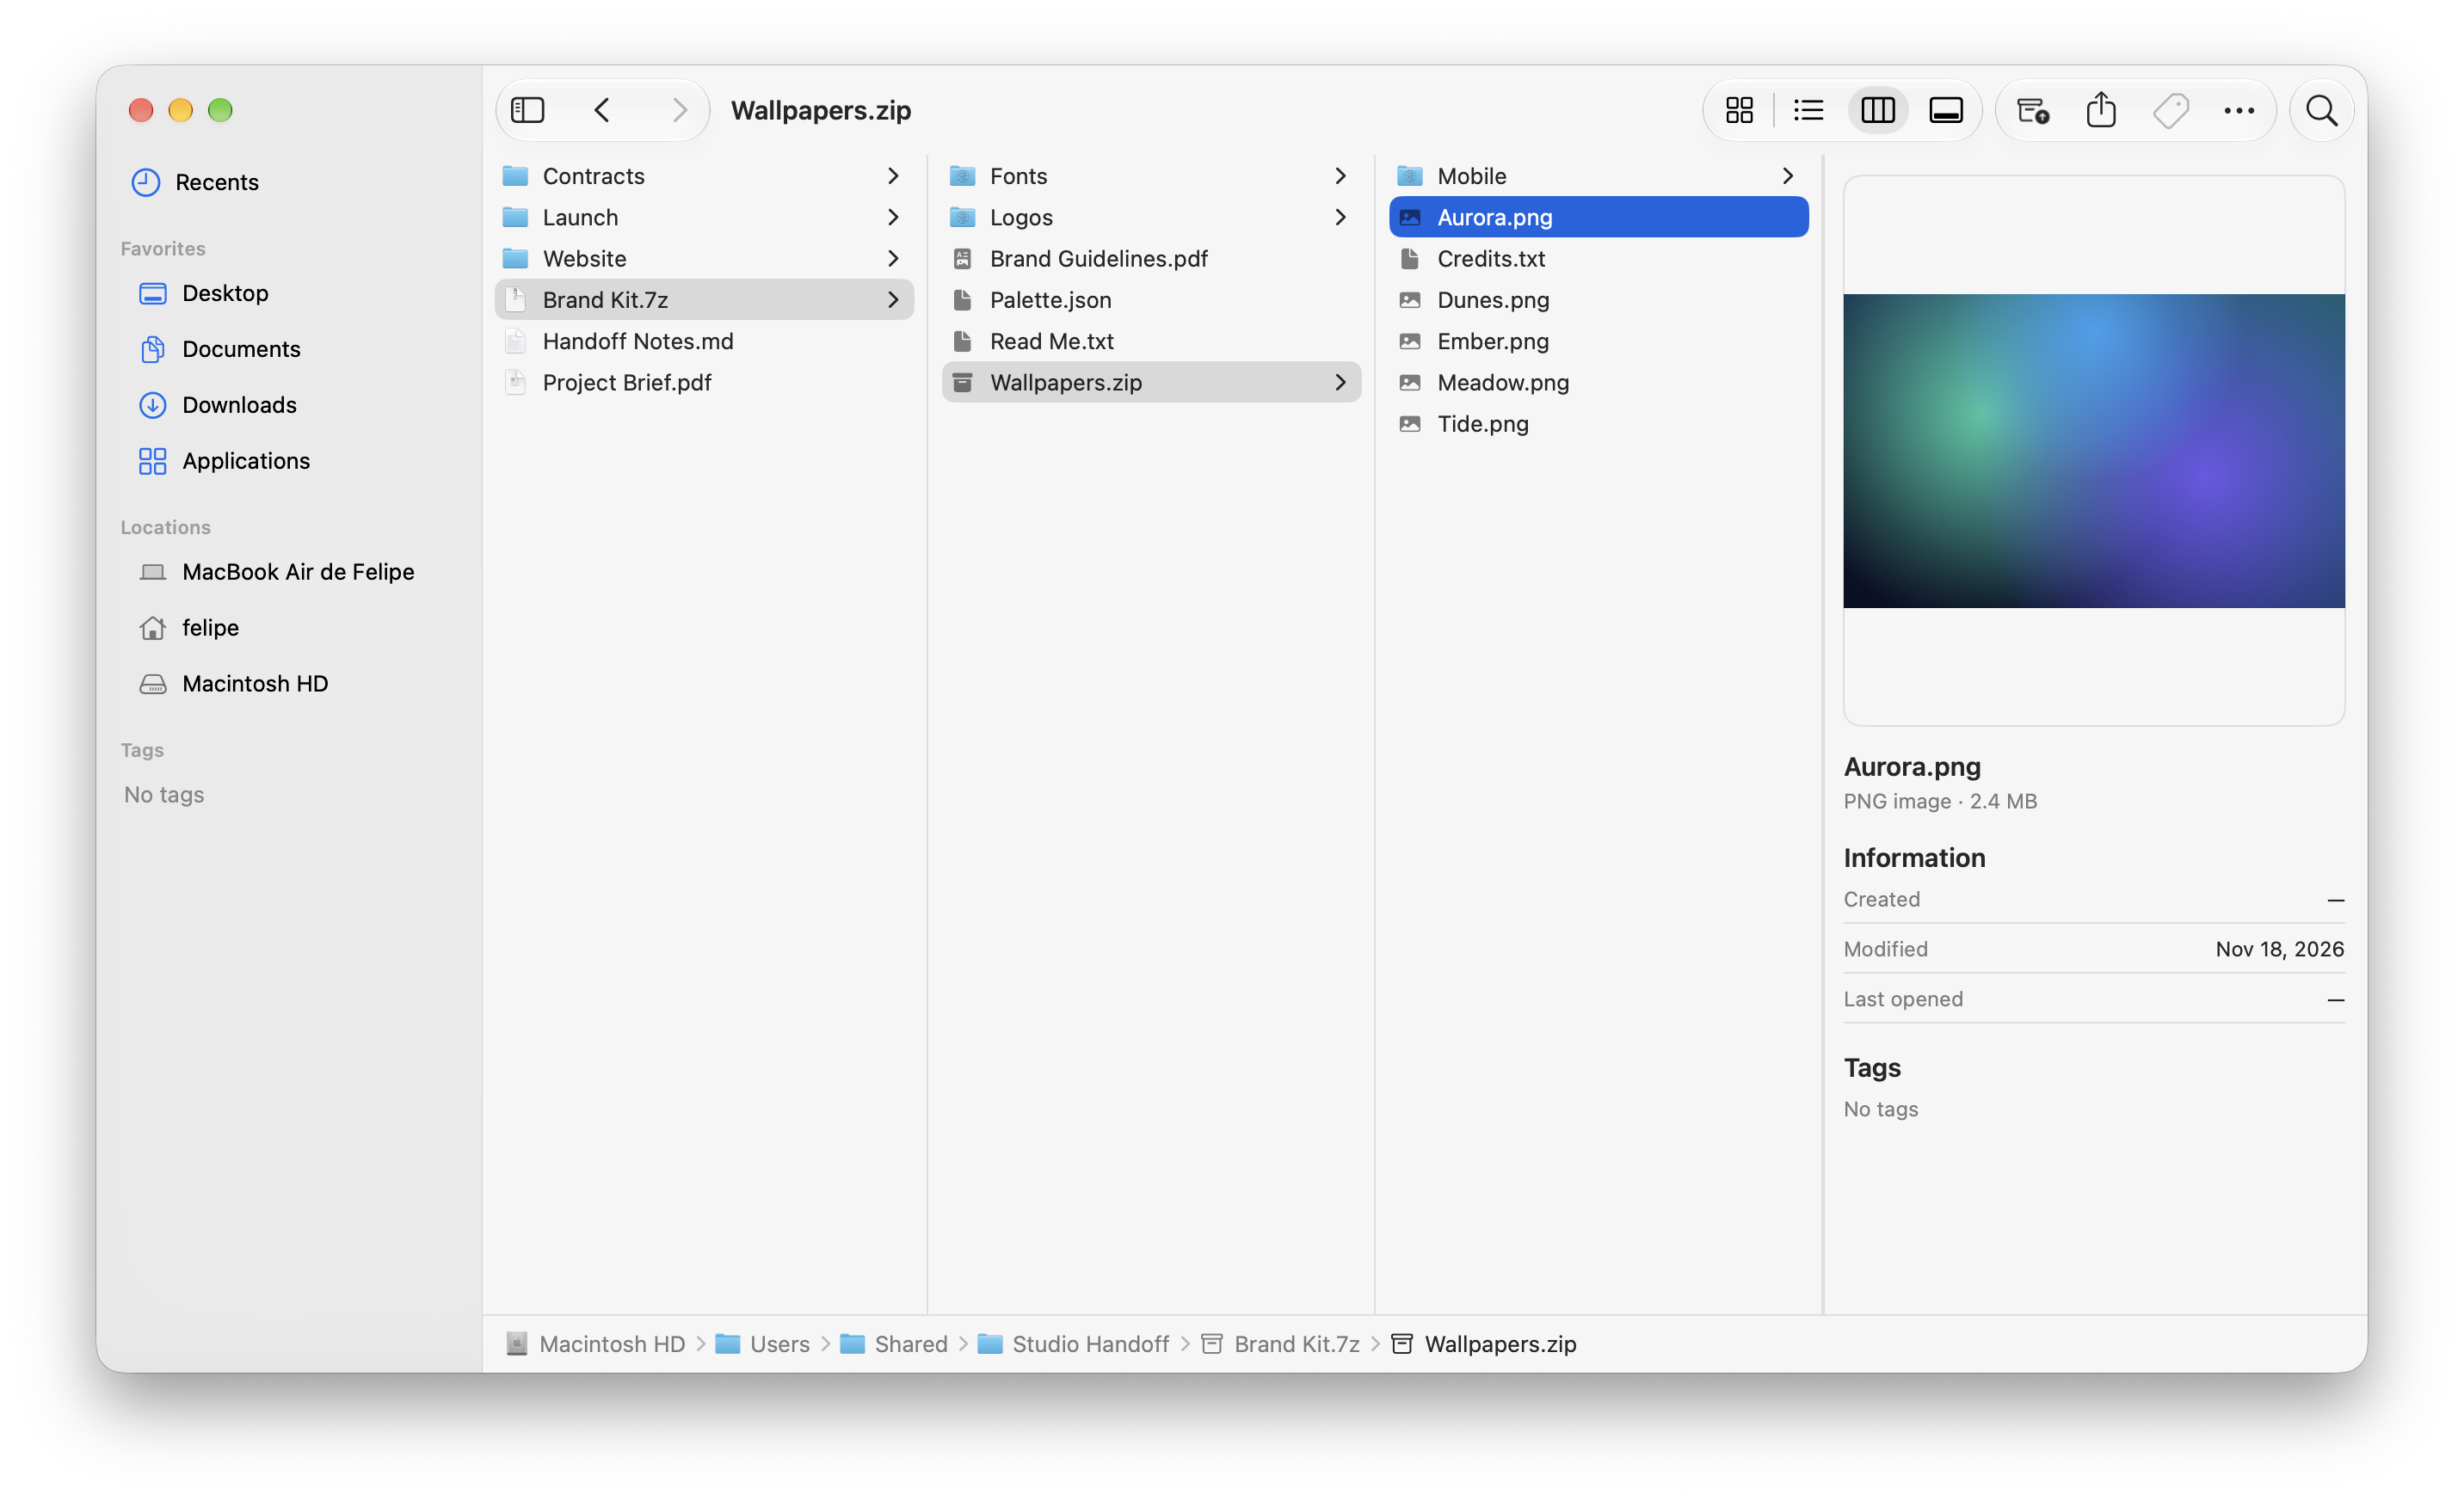 Wallpapers.zip
Recents
Favorites
Desktop
Documents
Downloads
Applications
Locations
MacBook Air de Felipe
felipe
Macintosh HD
Tags
No tags
Contracts
Launch
Website
Brand Kit.7z
Handoff Notes.md
Project Brief.pdf
Fonts
Logos
Brand Guidelines.pdf
Palette.json
Read Me.txt
Wallpapers.zip
Mobile
Aurora.png
Credits.txt
Dunes.png
Ember.png
Meadow.png
Tide.png
Aurora.png
PNG image · 2.4 MB
Information
Created —
Modified Nov 18, 2026
Last opened —
Tags
No tags
Macintosh HD Users Shared Studio Handoff Brand Kit.7z Wallpapers.zip